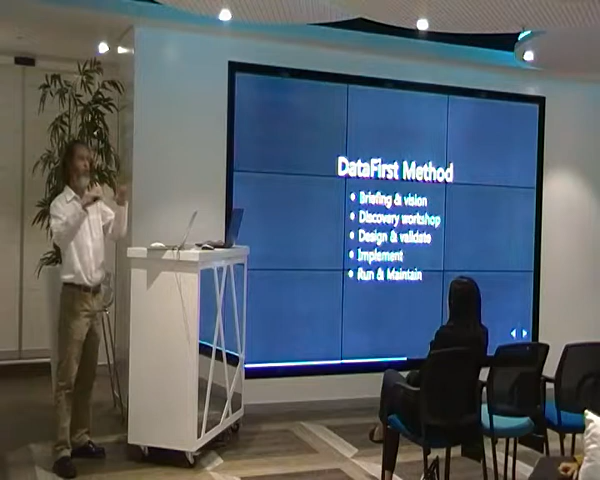 DataFirst Method
• Briefing & vision
• Discovery workshop
• Design & validate
• Implement
• Run & Maintain